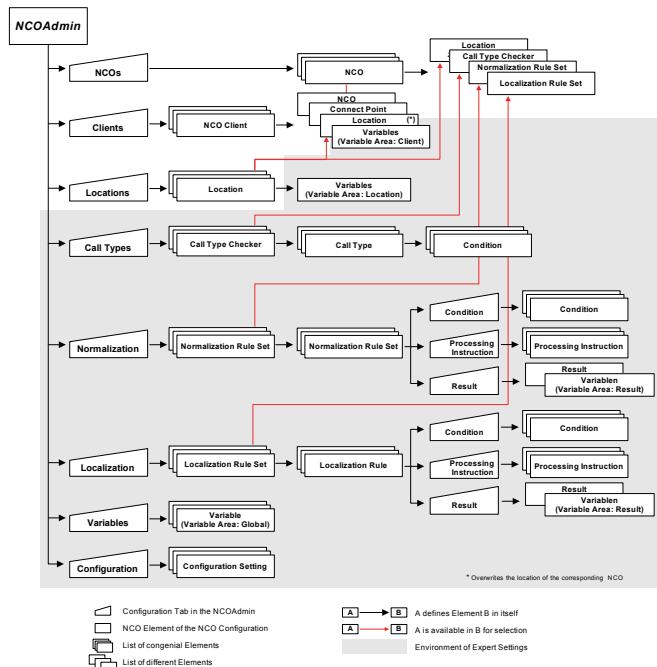 NCOAdmin
NCOs
NCO
Location
Call Type Checker
Normalization Rule Set
Localization Rule Set
Clients
NCO Client
NCO
Connect Point
Location (*)
Variables
(Variable Area: Client)
Locations
Location
Variables
(Variable Area: Location)
Call Types
Call Type Checker
Call Type
Condition
Normalization
Normalization Rule Set
Normalization Rule Set
Condition
Condition
Processing
Instruction
Processing Instruction
Result
Result
Variablen
(Variable Area: Result)
Localization
Localization Rule Set
Localization Rule
Condition
Condition
Processing
Instruction
Processing Instruction
Result
Result
Variablen
(Variable Area: Result)
Variables
Variable
(Variable Area: Global)
Configuration
Configuration Setting
* Overwrites the location of the corresponding NCO
Configuration Tab in the NCOAdmin
NCO Element of the NCO Configuration
List of congenial Elements
List of different Elements
A B A defines Element B in itself
A B A is available in B for selection
Environment of Expert Settings